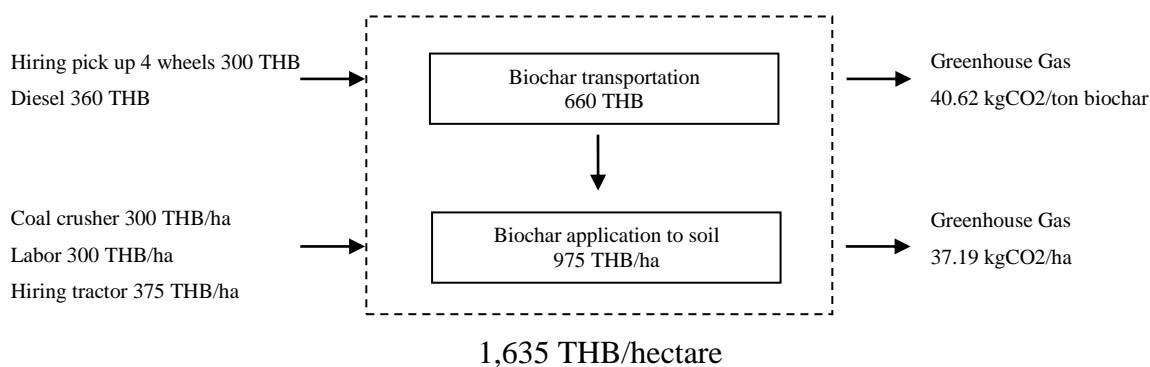 Hiring pick up 4 wheels 300 THB
Diesel 360 THB
Biochar transportation
660 THB
Greenhouse Gas
40.62 kgCO2/ton biochar
Coal crusher 300 THB/ha
Labor 300 THB/ha
Hiring tractor 375 THB/ha
Biochar application to soil
975 THB/ha
Greenhouse Gas
37.19 kgCO2/ha
1,635 THB/hectare